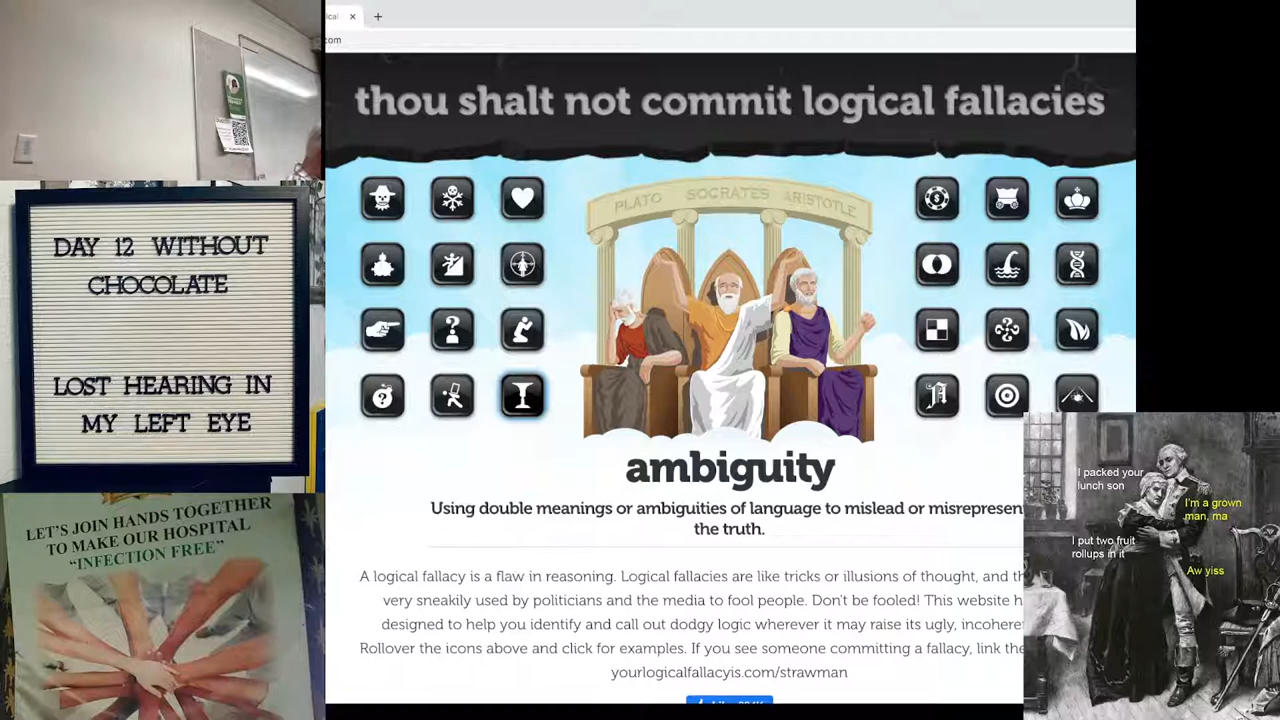 ical
.com
thou shalt not commit logical fallacies
PLATO SOCRATES ARISTOTLE
ambiguity
Using double meanings or ambiguities of language to mislead or misrepresent
the truth.
A logical fallacy is a flaw in reasoning. Logical fallacies are like tricks or illusions of thought, and th
very sneakily used by politicians and the media to fool people. Don't be fooled! This website h
designed to help you identify and call out dodgy logic wherever it may raise its ugly, incoher
Rollover the icons above and click for examples. If you see someone committing a fallacy, link the
yourlogicalfallacyis.com/strawman
DAY 12 WITHOUT
CHOCOLATE
LOST HEARING IN
MY LEFT EYE
LET'S JOIN HANDS TOGETHER
TO MAKE OUR HOSPITAL
"INFECTION FREE"
I packed your
lunch son
I'm a grown
man, ma
I put two fruit
rollups in it
Aw yiss